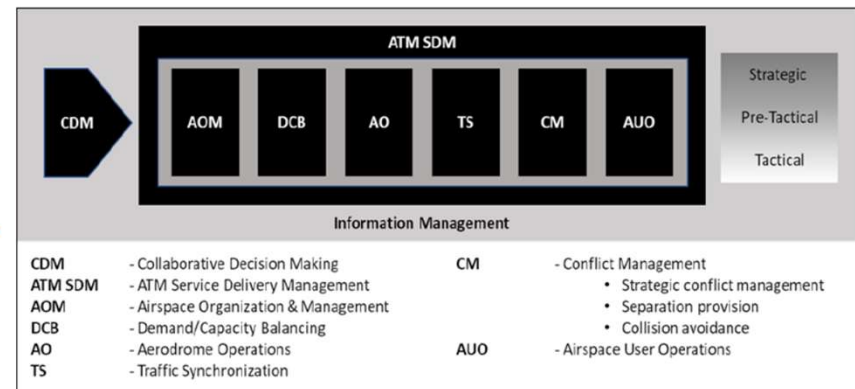 ATM SDM
CDM
AOM
DCB
AO
TS
CM
AUO
Strategic
Pre-Tactical
Tactical
Information Management
CDM - Collaborative Decision Making
ATM SDM - ATM Service Delivery Management
AOM - Airspace Organization & Management
DCB - Demand/Capacity Balancing
AO - Aerodrome Operations
TS - Traffic Synchronization
CM - Conflict Management
• Strategic conflict management
• Separation provision
• Collision avoidance
AUO - Airspace User Operations